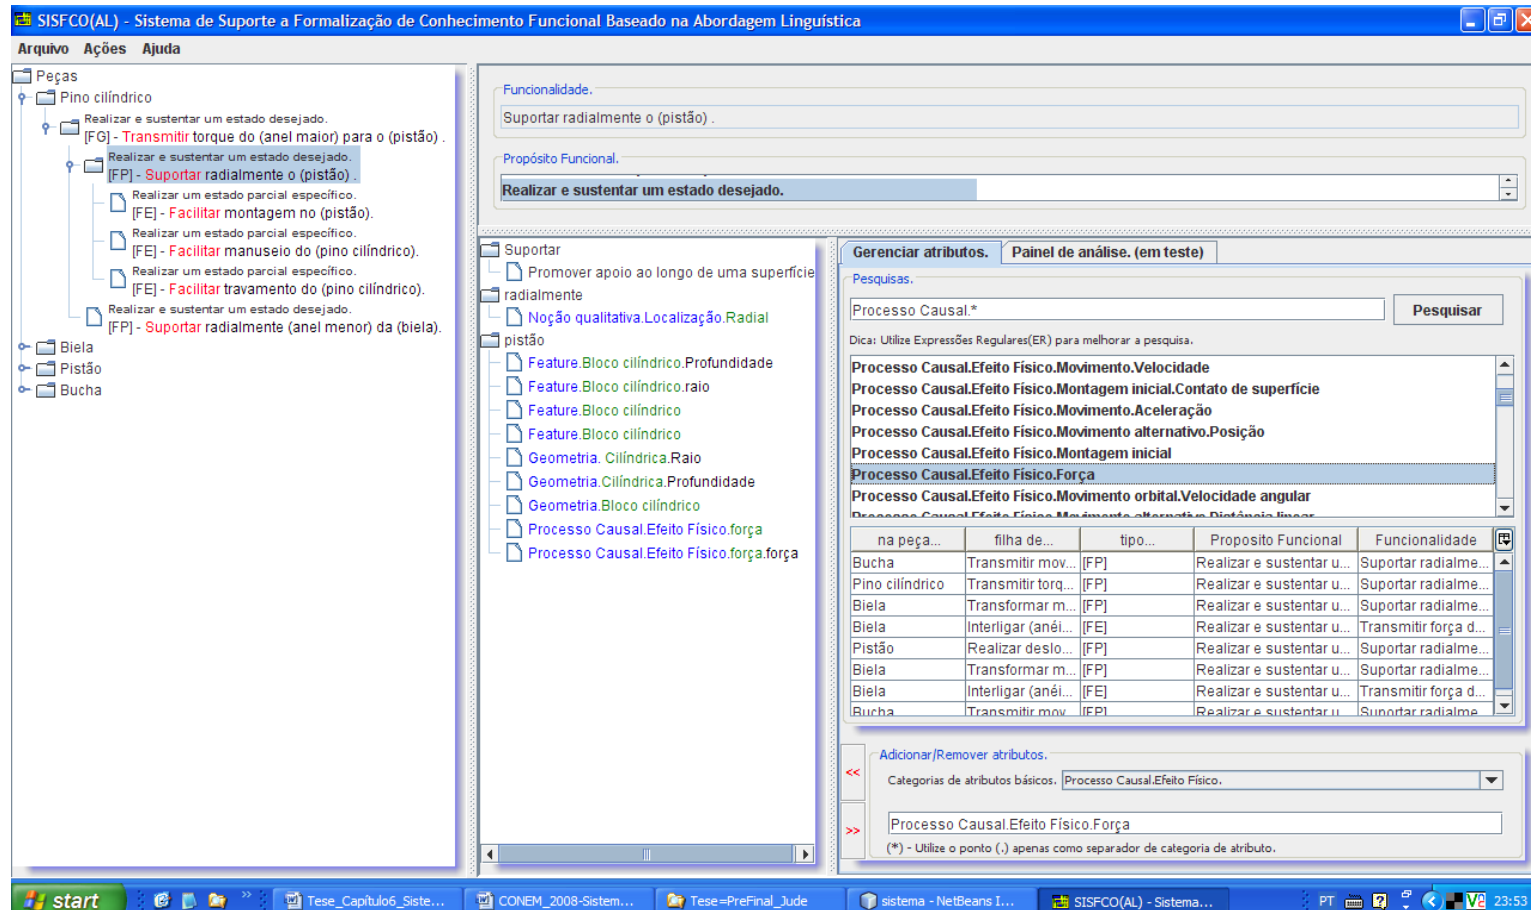 SISFCO(AL) - Sistema de Suporte a Formalização de Conhecimento Funcional Baseado na Abordagem Linguística
Arquivo Ações Ajuda
Peças
Pino cilíndrico
Realizar e sustentar um estado desejado.
[FG] - Transmitir torque do (anel maior) para o (pistão) .
Realizar e sustentar um estado desejado.
[FP] - Suportar radialmente o (pistão) .
Realizar um estado parcial específico.
[FE] - Facilitar montagem no (pistão).
Realizar um estado parcial específico.
[FE] - Facilitar manuseio do (pino cilíndrico).
Realizar um estado parcial específico.
[FE] - Facilitar travamento do (pino cilíndrico).
Realizar e sustentar um estado desejado.
[FP] - Suportar radialmente (anel menor) da (biela).
Biela
Pistão
Bucha
Funcionalidade.
Suportar radialmente o (pistão) .
Propósito Funcional.
Realizar e sustentar um estado desejado.
Suportar
Promover apoio ao longo de uma superfície
radialmente
Noção qualitativa.Localização.Radial
pistão
Feature.Bloco cilíndrico.Profundidade
Feature.Bloco cilíndrico.raio
Feature.Bloco cilíndrico
Feature.Bloco cilíndrico
Geometria. Cilíndrica.Raio
Geometria.Cilíndrica.Profundidade
Geometria.Bloco cilíndrico
Processo Causal.Efeito Físico.força
Processo Causal.Efeito Físico.força.força
Gerenciar atributos. Painel de análise. (em teste)
Pesquisas.
Processo Causal.* Pesquisar
Dica: Utilize Expressões Regulares(ER) para melhorar a pesquisa.
Processo Causal.Efeito Físico.Movimento.Velocidade
Processo Causal.Efeito Físico.Montagem inicial.Contato de superfície
Processo Causal.Efeito Físico.Movimento.Aceleração
Processo Causal.Efeito Físico.Movimento alternativo.Posição
Processo Causal.Efeito Físico.Montagem inicial
Processo Causal.Efeito Físico.Força
Processo Causal.Efeito Físico.Movimento orbital.Velocidade angular
Processo Causal.Efeito Físico.Movimento alternativo.Distância linear
na peça... filha de... tipo... Proposito Funcional Funcionalidade
Bucha Transmitir mov... [FP] Realizar e sustentar u... Suportar radialme...
Pino cilíndrico Transmitir torq... [FP] Realizar e sustentar u... Suportar radialme...
Biela Transformar m... [FP] Realizar e sustentar u... Suportar radialme...
Biela Interligar (anéi... [FE] Realizar e sustentar u... Transmitir força d...
Pistão Realizar deslo... [FP] Realizar e sustentar u... Suportar radialme...
Biela Transformar m... [FP] Realizar e sustentar u... Suportar radialme...
Biela Interligar (anéi... [FE] Realizar e sustentar u... Transmitir força d...
Bucha Transmitir mov... [FP] Realizar e sustentar u... Suportar radialme...
Adicionar/Remover atributos.
<<
Categorias de atributos básicos. Processo Causal.Efeito Físico.
>>
Processo Causal.Efeito Físico.Força
(*) - Utilize o ponto (.) apenas como separador de categoria de atributo.
start Tese_Capítulo6_Siste... CONEM_2008-Sistem... Tese=PreFinal_Jude sistema - NetBeans I... SISFCO(AL) - Sistema... PT 23:53